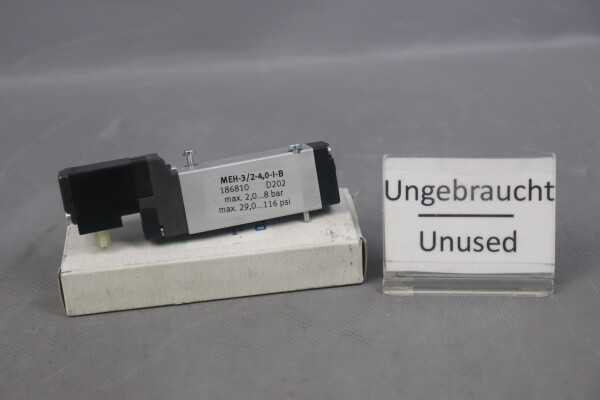 MEH-3/2-4,0-I-B
186810 D202
max. 2,0...8 bar
max. 29,0...116 psi
Ungebraucht
Unused